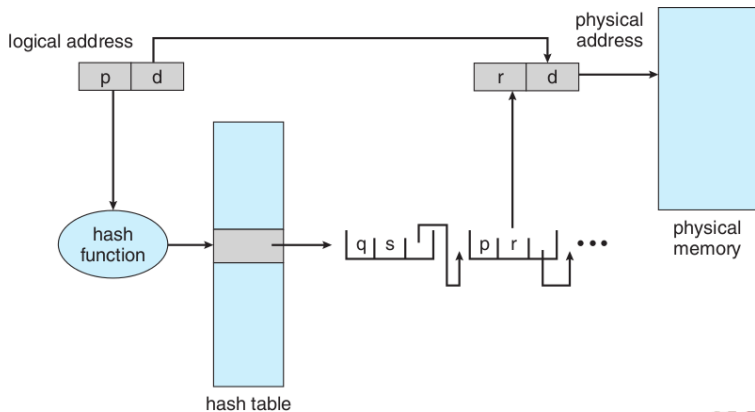 logical address
physical
address
p d
r d
hash
function
q s
p r
•••
physical
memory
hash table